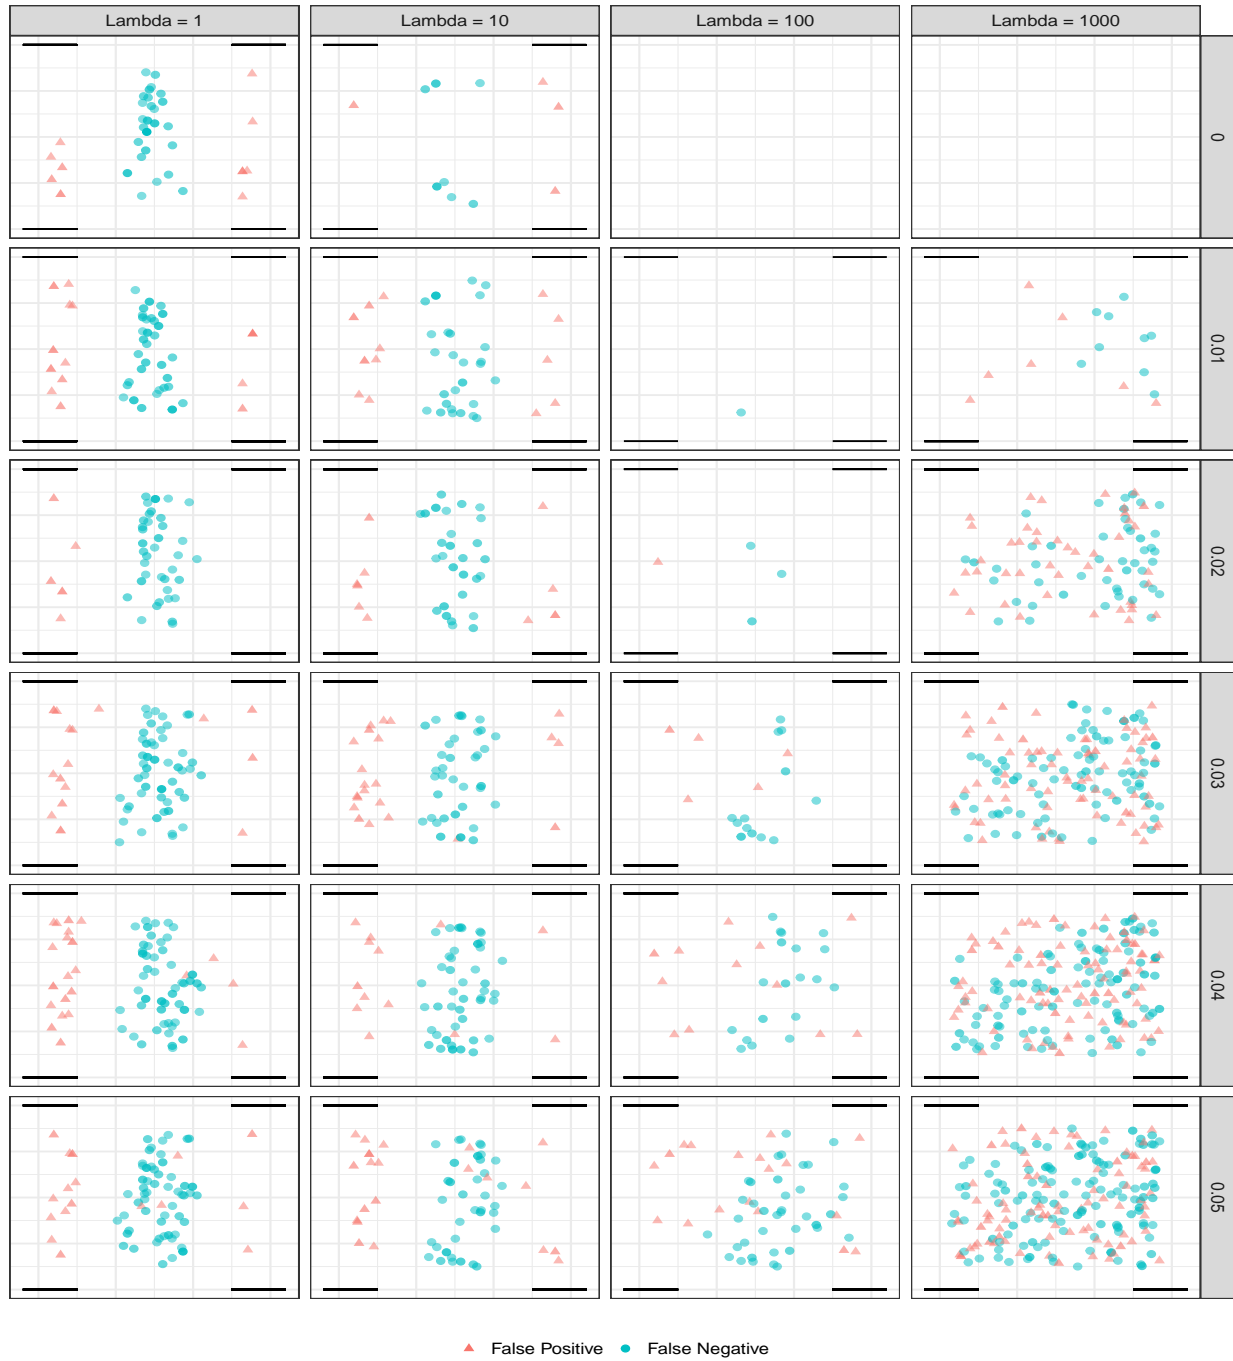 Lambda = 1
Lambda = 10
Lambda = 100
Lambda = 1000
0
0.01
0.02
0.03
0.04
0.05
False Positive
False Negative